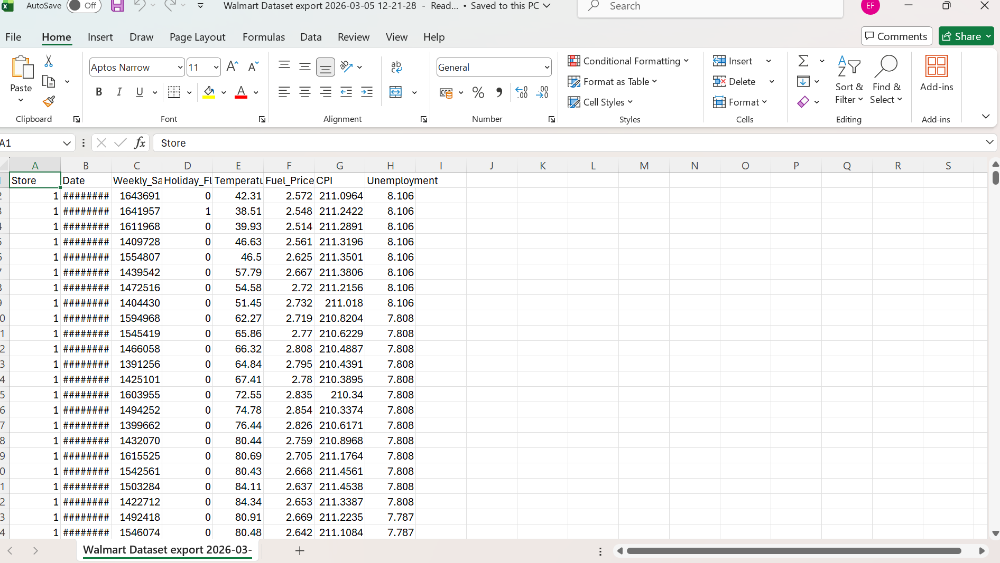 AutoSave Off Walmart Dataset export 2026-03-05 12-21-28 - Read... • Saved to this PC Search EF
File Home Insert Draw Page Layout Formulas Data Review View Help Comments Share
Paste Aptos Narrow 11 General Conditional Formatting Format as Table Cell Styles Insert Delete Format Sort & Filter Find & Select Add-ins
Clipboard Font Alignment Number Styles Cells Editing Add-ins
A1 fx Store
A B C D E F G H I J K L M N O P Q R S
Store Date Weekly_Sa Holiday_Fl Temperatu Fuel_Price CPI Unemployment
1 ######## 1643691 0 42.31 2.572 211.0964 8.106
1 ######## 1641957 1 38.51 2.548 211.2422 8.106
1 ######## 1611968 0 39.93 2.514 211.2891 8.106
1 ######## 1409728 0 46.63 2.561 211.3196 8.106
1 ######## 1554807 0 46.5 2.625 211.3501 8.106
1 ######## 1439542 0 57.79 2.667 211.3806 8.106
1 ######## 1472516 0 54.58 2.72 211.2156 8.106
1 ######## 1404430 0 51.45 2.732 211.018 8.106
1 ######## 1594968 0 62.27 2.719 210.8204 7.808
1 ######## 1545419 0 65.86 2.77 210.6229 7.808
1 ######## 1466058 0 66.32 2.808 210.4887 7.808
1 ######## 1391256 0 64.84 2.795 210.4391 7.808
1 ######## 1425101 0 67.41 2.78 210.3895 7.808
1 ######## 1603955 0 72.55 2.835 210.34 7.808
1 ######## 1494252 0 74.78 2.854 210.3374 7.808
1 ######## 1399662 0 76.44 2.826 210.6171 7.808
1 ######## 1432070 0 80.44 2.759 210.8968 7.808
1 ######## 1615525 0 80.69 2.705 211.1764 7.808
1 ######## 1542561 0 80.43 2.668 211.4561 7.808
1 ######## 1503284 0 84.11 2.637 211.4538 7.808
1 ######## 1422712 0 84.34 2.653 211.3387 7.808
1 ######## 1492418 0 80.91 2.669 211.2235 7.787
1 ######## 1546074 0 80.48 2.642 211.1084 7.787
Walmart Dataset export 2026-03-